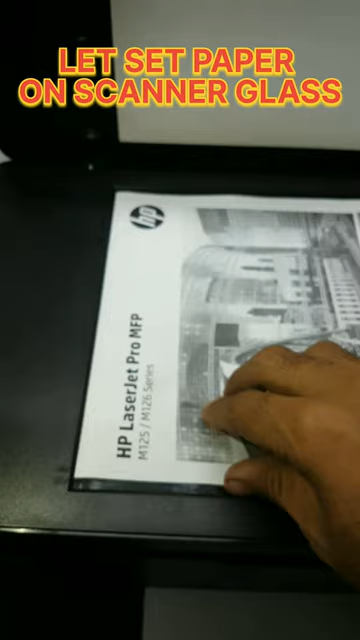 LET SET PAPER
ON SCANNER GLASS
hp
HP LaserJet Pro MFP
M125 / M126 Series